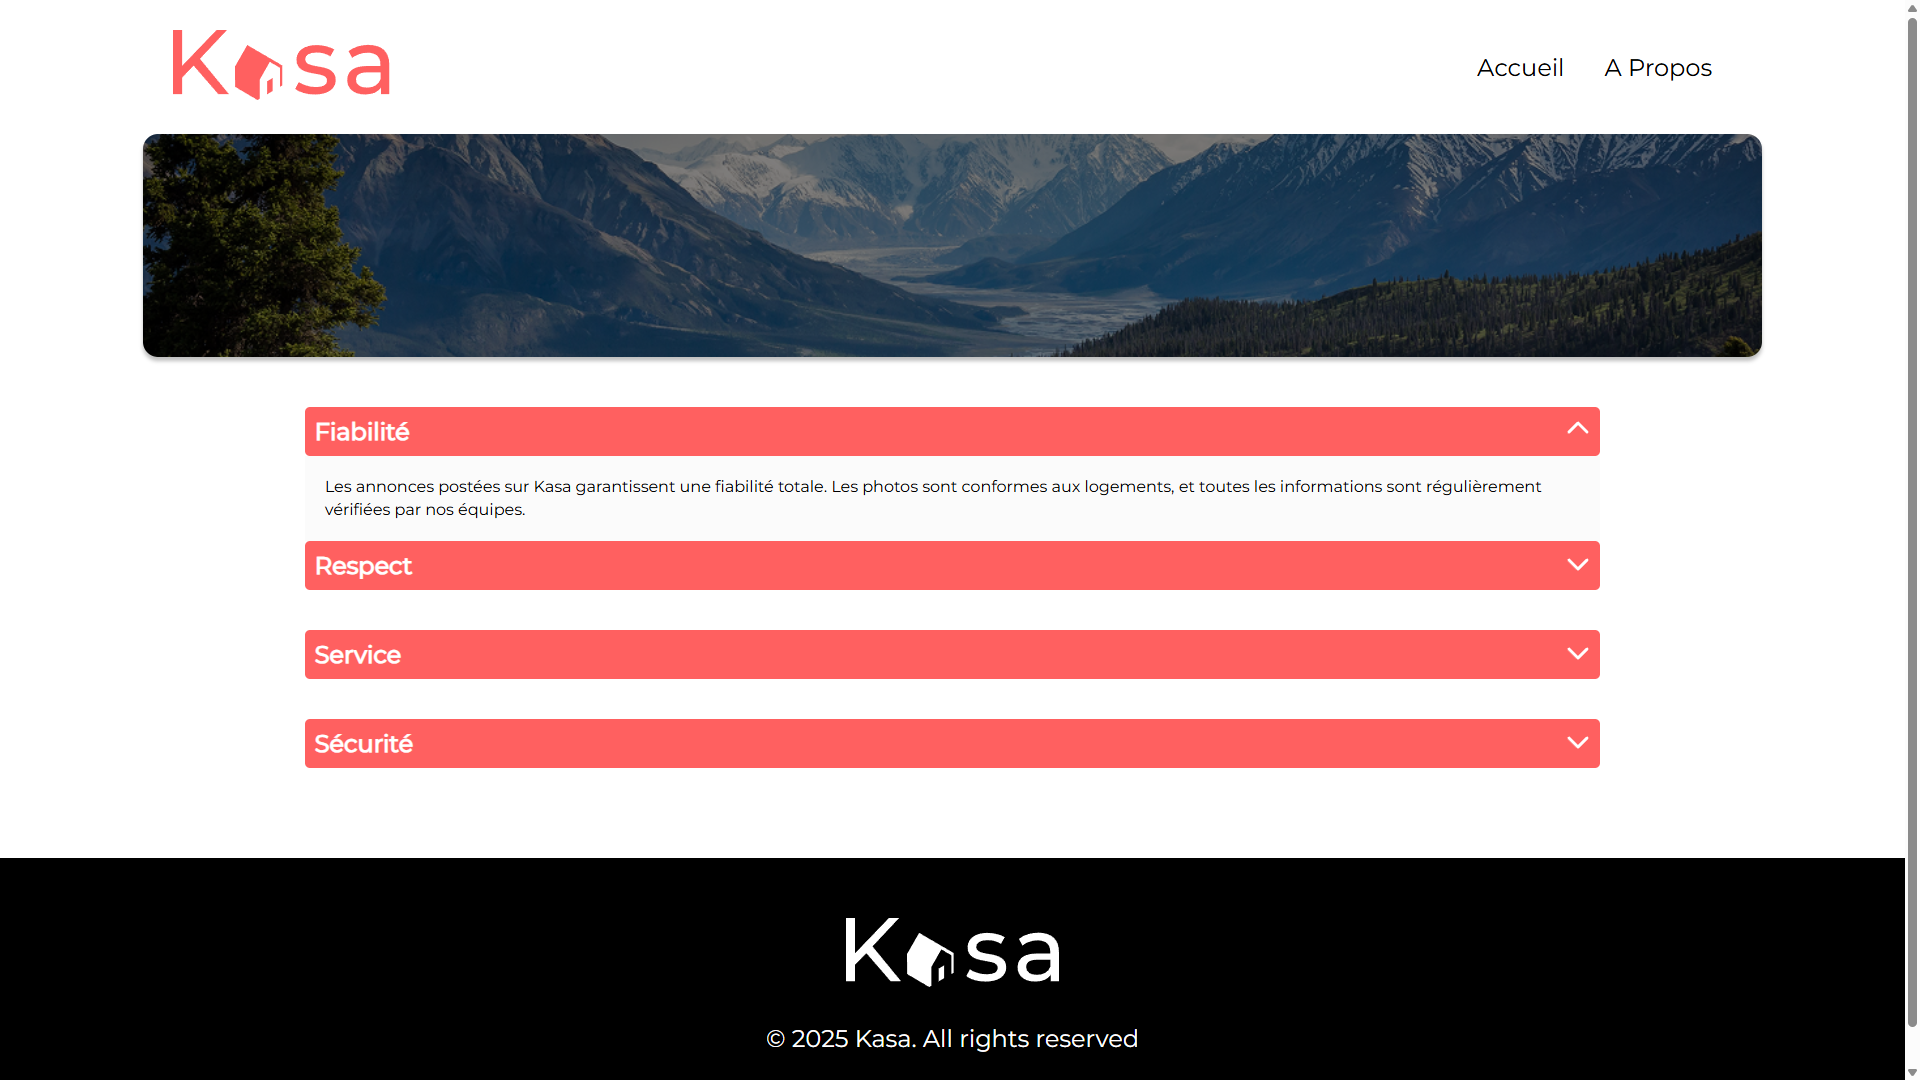 Kasa
Accueil
A Propos
Fiabilité
Les annonces postées sur Kasa garantissent une fiabilité totale. Les photos sont conformes aux logements, et toutes les informations sont régulièrement
vérifiées par nos équipes.
Respect
Service
Sécurité
Kasa
© 2025 Kasa. All rights reserved